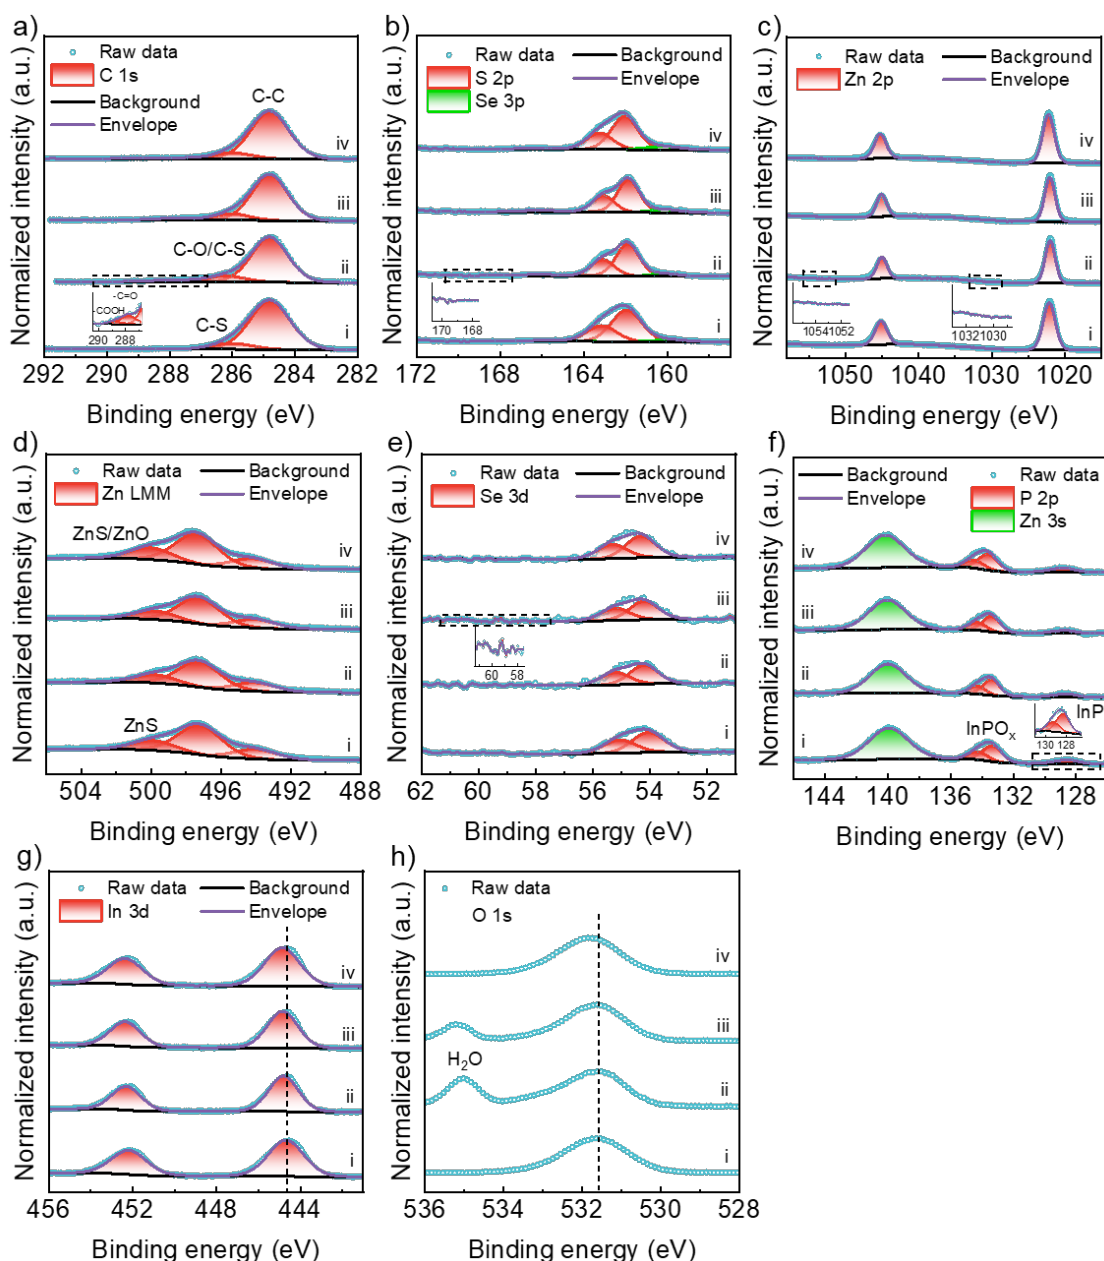 a)
Raw data
C 1s
Background
Envelope
C-C
iv
iii
C-O/C-S
ii
-C=O
-COOH
290 288
C-S
i
292 290 288 286 284 282
Binding energy (eV)
Normalized intensity (a.u.)
b)
Raw data Background
S 2p Envelope
Se 3p
iv
iii
ii
170 168
i
172 168 164 160
Binding energy (eV)
Normalized intensity (a.u.)
c)
Raw data Background
Zn 2p Envelope
iv
iii
ii
1054 1052
1032 1030
i
1050 1040 1030 1020
Binding energy (eV)
Normalized intensity (a.u.)
d)
Raw data Background
Zn LMM Envelope
ZnS/ZnO
iv
iii
ii
ZnS
i
504 500 496 492 488
Binding energy (eV)
Normalized intensity (a.u.)
e)
Raw data Background
Se 3d Envelope
iv
iii
60 58
ii
i
62 60 58 56 54 52
Binding energy (eV)
Normalized intensity (a.u.)
f)
Background Raw data
Envelope P 2p
Zn 3s
iv
iii
ii
InP
130 128
InPOx
i
144 140 136 132 128
Binding energy (eV)
Normalized intensity (a.u.)
g)
Raw data Background
In 3d Envelope
iv
iii
ii
i
456 452 448 444
Binding energy (eV)
Normalized intensity (a.u.)
h)
Raw data
O 1s
iv
iii
H2O
ii
i
536 534 532 530 528
Binding energy (eV)
Normalized intensity (a.u.)